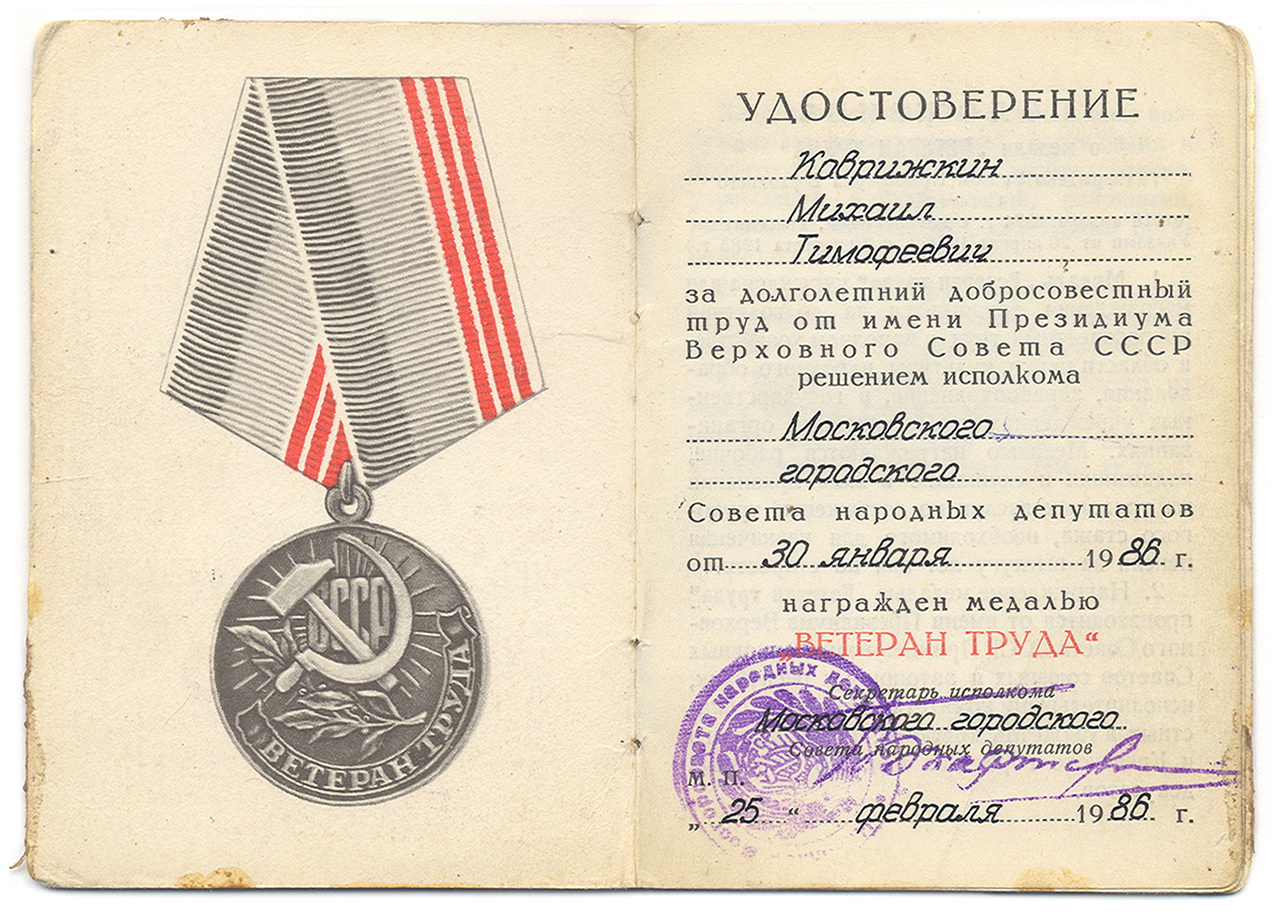 СССР
ВЕТЕРАН ТРУДА
УДОСТОВЕРЕНИЕ
Коврижкин
Михаил
Тимофеевич
за долголетний добросовестный
труд от имени Президиума
Верховного Совета СССР
решением исполкома
Московского
городского
Совета народных депутатов
от 30 января 1986 г.
награжден медалью
„ВЕТЕРАН ТРУДА“
Секретарь исполкома
Московского городского
Совета народных депутатов
М. П.
„ 25 “ февраля 1986 г.
народных